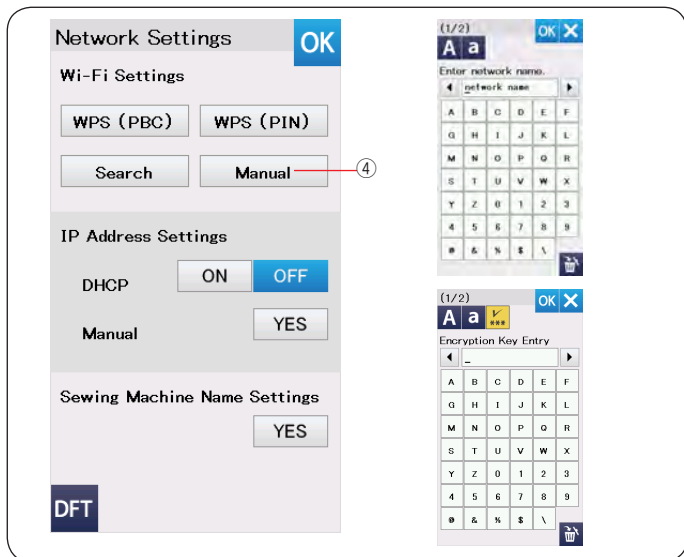 Network Settings
OK
Wi-Fi Settings
WPS (PBC) WPS (PIN)
Search Manual
④
IP Address Settings
DHCP ON OFF
Manual YES
Sewing Machine Name Settings
YES
DFT
(1/2) OK X
A a
Enter network name.
network name
A B C D E F
G H I J K L
M N O P Q R
S T U V W X
Y Z 0 1 2 3
4 5 6 7 8 9
@ & % $ \
(1/2) OK X
A a ***
Encryption Key Entry
_
A B C D E F
G H I J K L
M N O P Q R
S T U V W X
Y Z 0 1 2 3
4 5 6 7 8 9
@ & % $ \